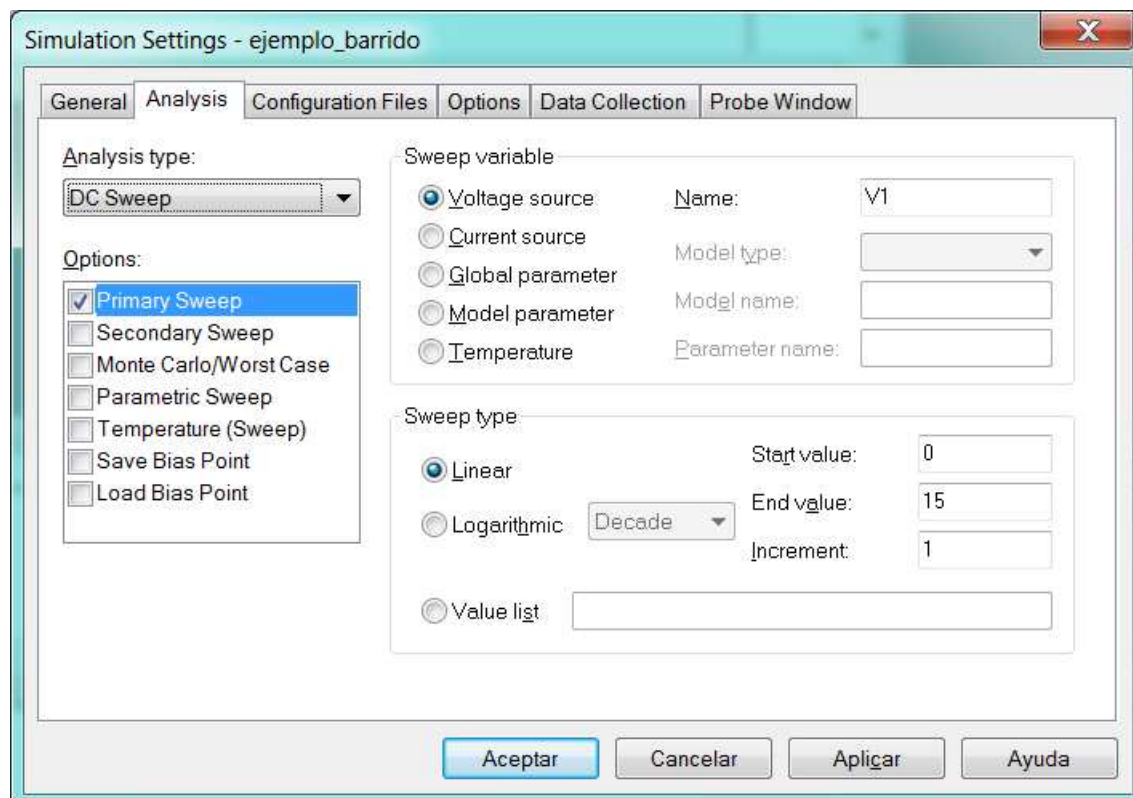 Simulation Settings - ejemplo_barrido
General Analysis Configuration Files Options Data Collection Probe Window
Analysis type:
DC Sweep
Options:
Primary Sweep
Secondary Sweep
Monte Carlo/Worst Case
Parametric Sweep
Temperature (Sweep)
Save Bias Point
Load Bias Point
Sweep variable
Voltage source
Current source
Global parameter
Model parameter
Temperature
Name: V1
Model type:
Model name:
Parameter name:
Sweep type
Linear
Logarithmic Decade
Value list
Start value: 0
End value: 15
Increment: 1
Aceptar Cancelar Aplicar Ayuda